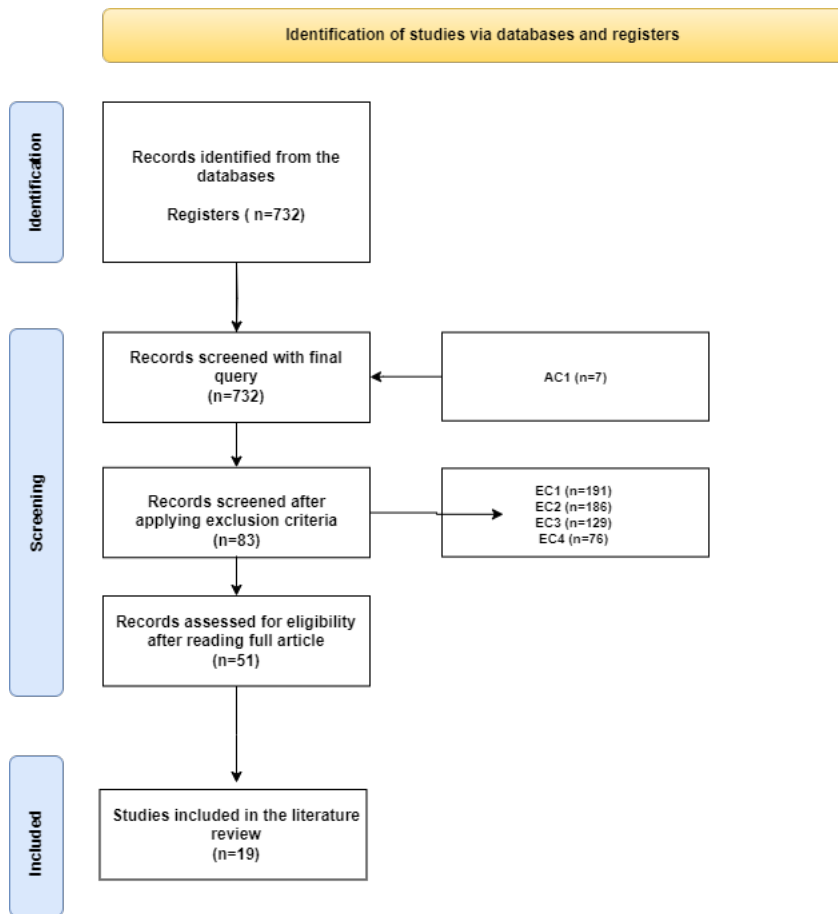 Identification of studies via databases and registers
Identification
Records identified from the
databases
Registers ( n=732)
Screening
Records screened with final
query
(n=732)
AC1 (n=7)
Records screened after
applying exclusion criteria
(n=83)
EC1 (n=191)
EC2 (n=186)
EC3 (n=129)
EC4 (n=76)
Records assessed for eligibility
after reading full article
(n=51)
Included
Studies included in the literature
review
(n=19)